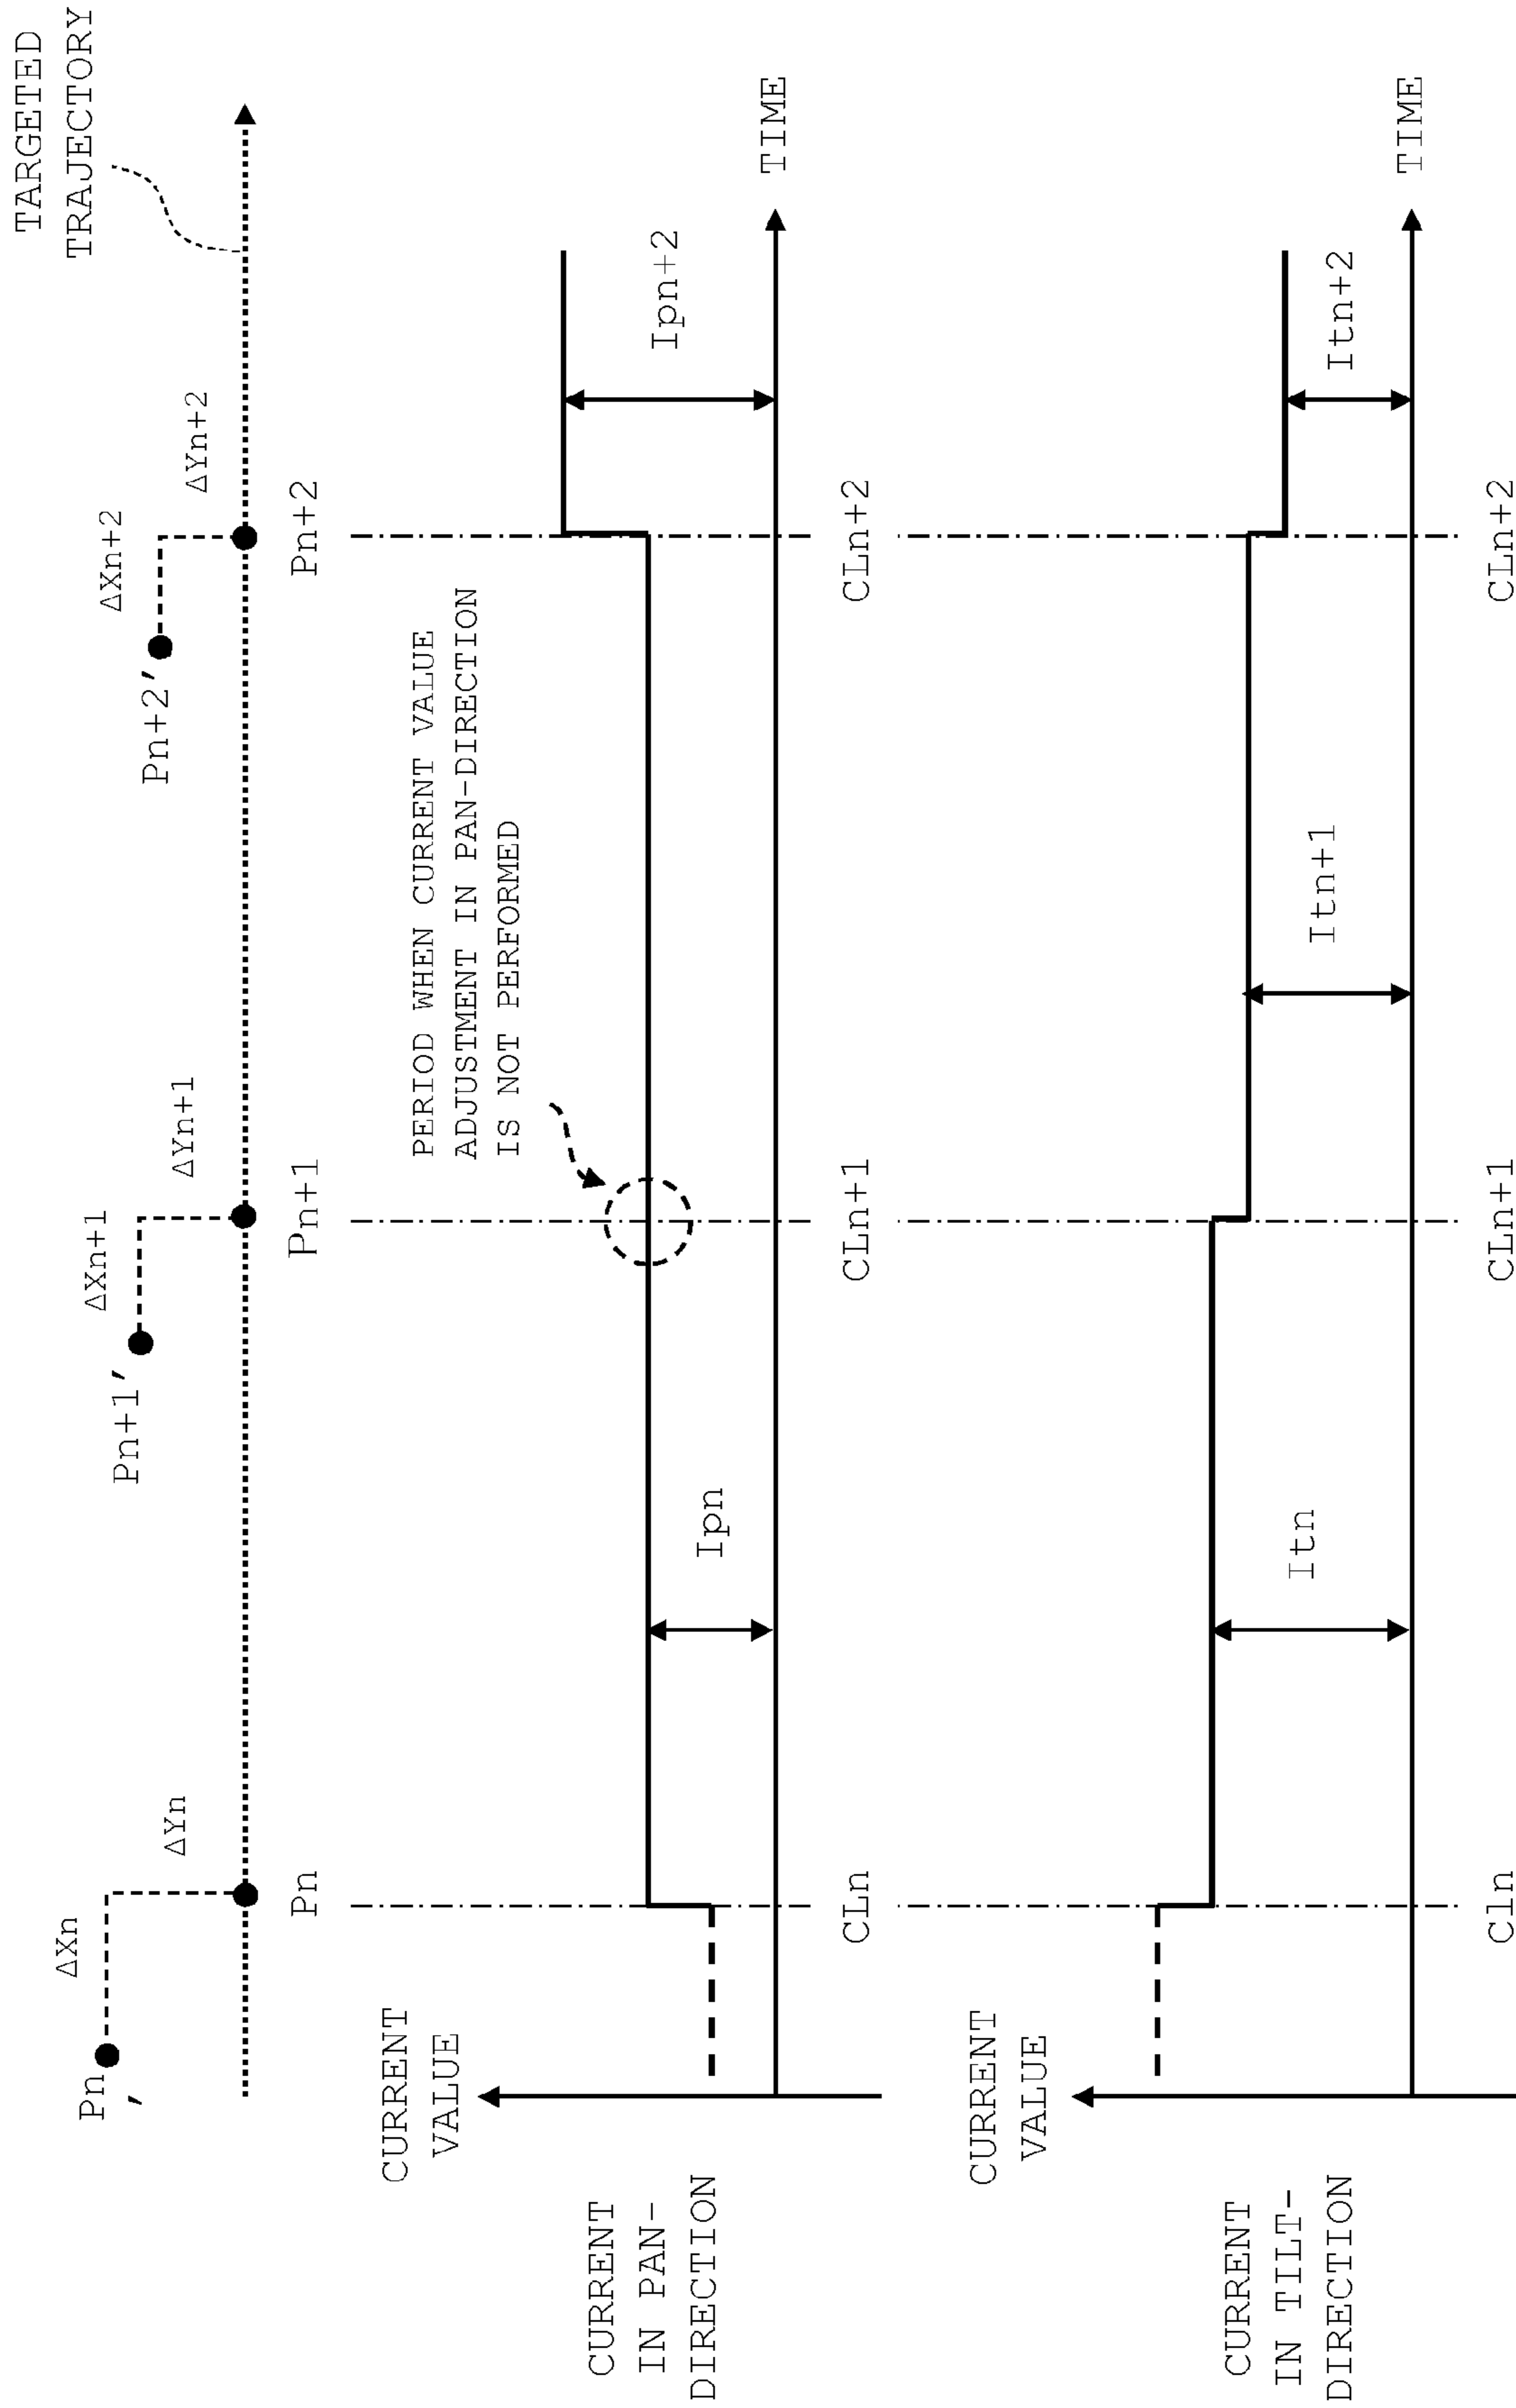 TARGETED
TRAJECTORY
ΔXn
Pn
′
ΔYn
Pn
ΔXn+1
Pn+1′
ΔYn+1
Pn+1
ΔXn+2
Pn+2′
ΔYn+2
Pn+2
CURRENT
VALUE
CURRENT
IN PAN-
DIRECTION
PERIOD WHEN CURRENT VALUE
ADJUSTMENT IN PAN-DIRECTION
IS NOT PERFORMED
Ipn
Ipn+2
TIME
CLn
CLn+1
CLn+2
CURRENT
VALUE
CURRENT
IN TILT-
DIRECTION
Itn
Itn+1
Itn+2
TIME
Cln
CLn+1
CLn+2